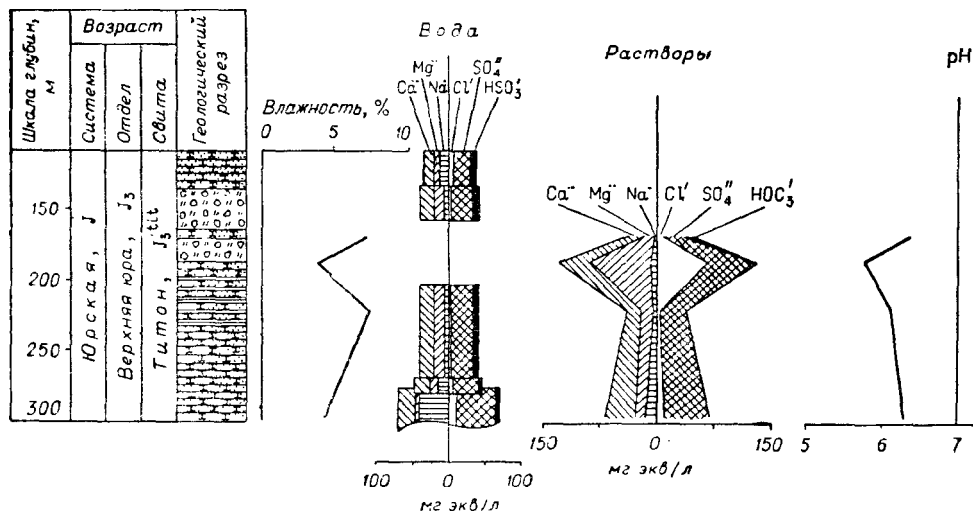 Шкала глубин, м
Возраст
Система
Отдел
Свита
Геологический разрез
150
200
250
300
Юрская, J
Верхняя юра, J₃
Титон, J₃ tit
Влажность, %
0 5 10
Вода
Mg¨ SO₄″
Ca¨ Na˙ Cl′ HSO₃′
100 0 100
мг экв/л
Растворы
Ca¨ Mg¨ Na˙ Cl′ SO₄″ HOC₃′
150 0 150
мг экв/л
pH
5 6 7